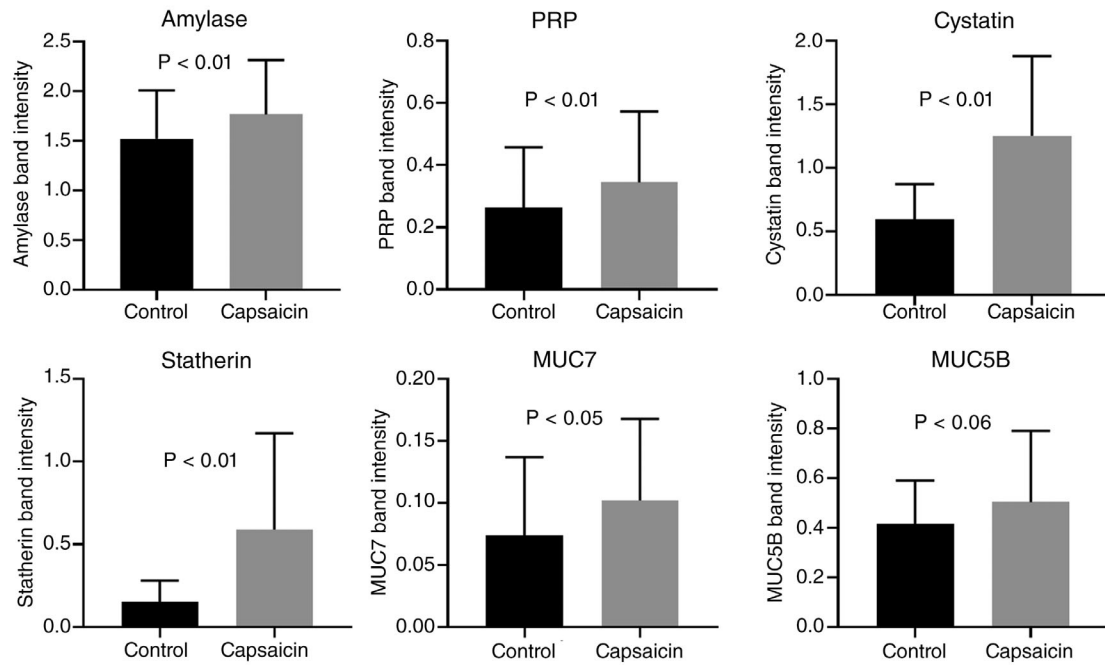 Amylase
Amylase band intensity
2.5
2.0
1.5
1.0
0.5
0.0
P < 0.01
Control
Capsaicin
PRP
PRP band intensity
0.8
0.6
0.4
0.2
0.0
P < 0.01
Control
Capsaicin
Cystatin
Cystatin band intensity
2.0
1.5
1.0
0.5
0.0
P < 0.01
Control
Capsaicin
Statherin
Statherin band intensity
1.5
1.0
0.5
0.0
P < 0.01
Control
Capsaicin
MUC7
MUC7 band intensity
0.20
0.15
0.10
0.05
0.00
P < 0.05
Control
Capsaicin
MUC5B
MUC5B band intensity
1.0
0.8
0.6
0.4
0.2
0.0
P < 0.06
Control
Capsaicin